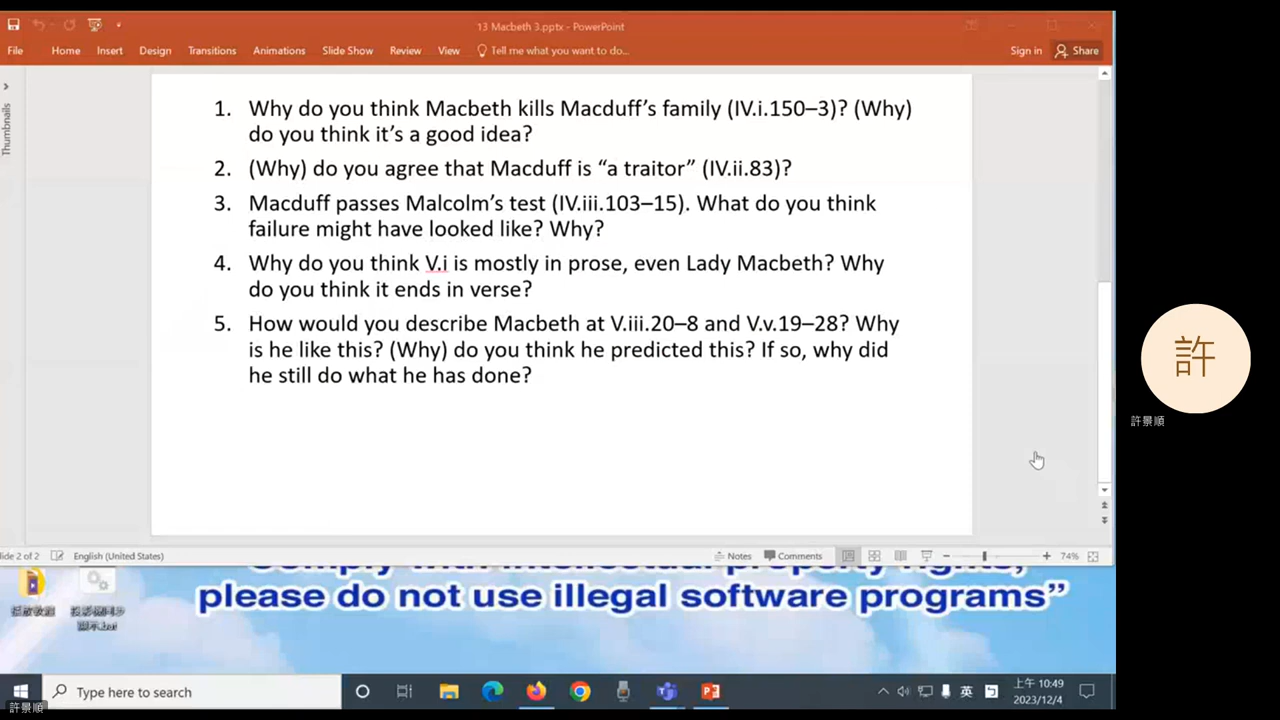 13 Macbeth 3.pptx - PowerPoint
File Home Insert Design Transitions Animations Slide Show Review View Tell me what you want to do... Sign in Share
Thumbnails
1. Why do you think Macbeth kills Macduff's family (IV.i.150–3)? (Why)
do you think it's a good idea?
2. (Why) do you agree that Macduff is “a traitor” (IV.ii.83)?
3. Macduff passes Malcolm's test (IV.iii.103–15). What do you think
failure might have looked like? Why?
4. Why do you think V.i is mostly in prose, even Lady Macbeth? Why
do you think it ends in verse?
5. How would you describe Macbeth at V.iii.20–8 and V.v.19–28? Why
is he like this? (Why) do you think he predicted this? If so, why did
he still do what he has done?
許
許景順
lide 2 of 2 English (United States) Notes Comments 74%
"Comply with intellectual property rights,
please do not use illegal software programs”
.bat
Type here to search
英
上午 10:49
2023/12/4
許景順